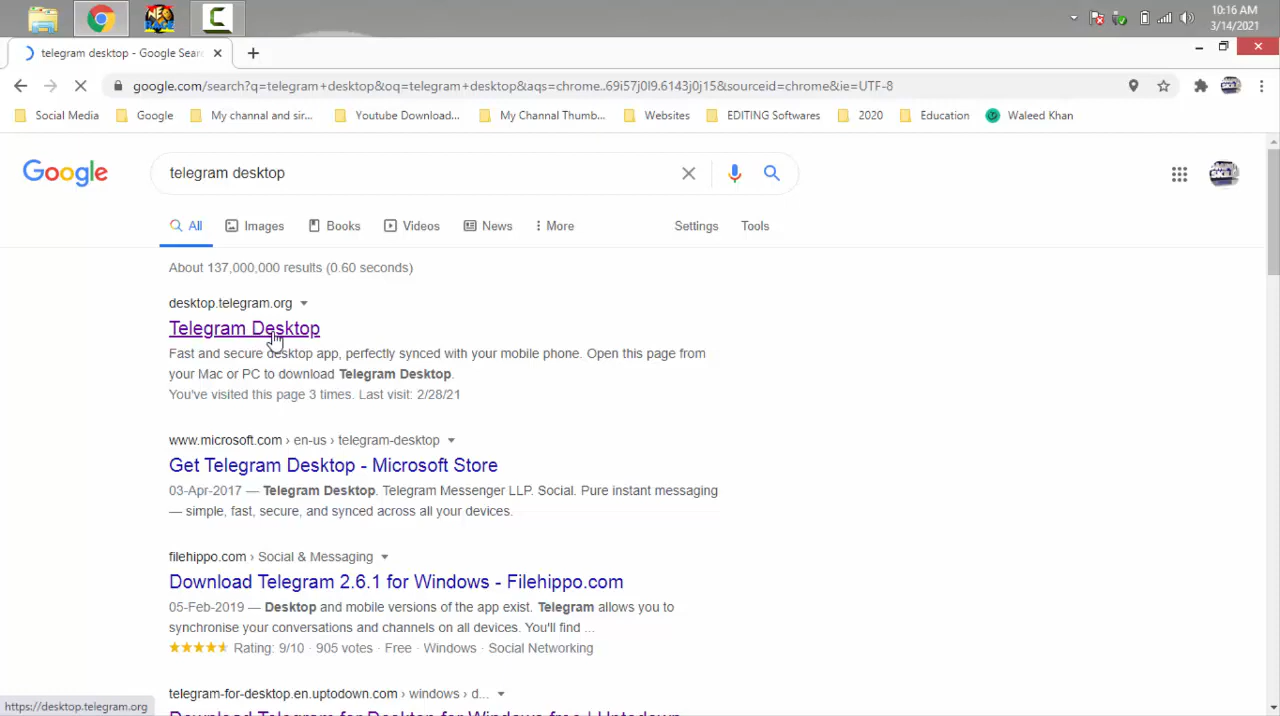 10:16 AM
3/14/2021
telegram desktop - Google Sear
google.com/search?q=telegram+desktop&oq=telegram+desktop&aqs=chrome..69i57j0l9.6143j0j15&sourceid=chrome&ie=UTF-8
Social Media Google My channal and sir... Youtube Download... My Channal Thumb... Websites EDITING Softwares 2020 Education Waleed Khan
Google telegram desktop
All Images Books Videos News More Settings Tools
About 137,000,000 results (0.60 seconds)
desktop.telegram.org
Telegram Desktop
Fast and secure desktop app, perfectly synced with your mobile phone. Open this page from
your Mac or PC to download Telegram Desktop.
You've visited this page 3 times. Last visit: 2/28/21
www.microsoft.com › en-us › telegram-desktop
Get Telegram Desktop - Microsoft Store
03-Apr-2017 — Telegram Desktop. Telegram Messenger LLP. Social. Pure instant messaging
— simple, fast, secure, and synced across all your devices.
filehippo.com › Social & Messaging
Download Telegram 2.6.1 for Windows - Filehippo.com
05-Feb-2019 — Desktop and mobile versions of the app exist. Telegram allows you to
synchronise your conversations and channels on all devices. You'll find ...
Rating: 9/10 · 905 votes · Free · Windows · Social Networking
telegram-for-desktop.en.uptodown.com › windows › d...
Download Telegram for Desktop for Windows free | Uptodown
https://desktop.telegram.org